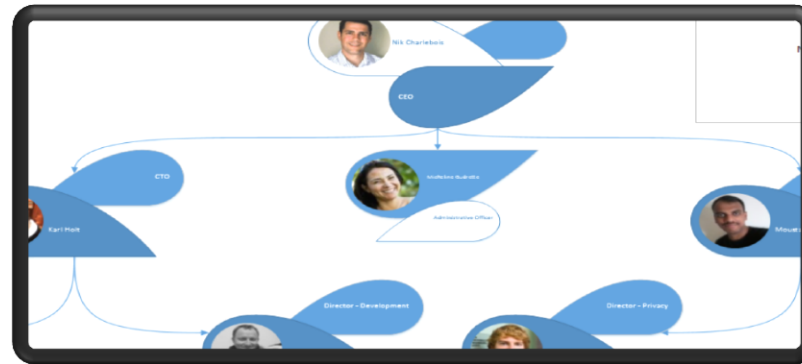 Nik Charlebois
CEO
CTO
Karl Holt
Administrative Officer
Director – Development
Director – Privacy